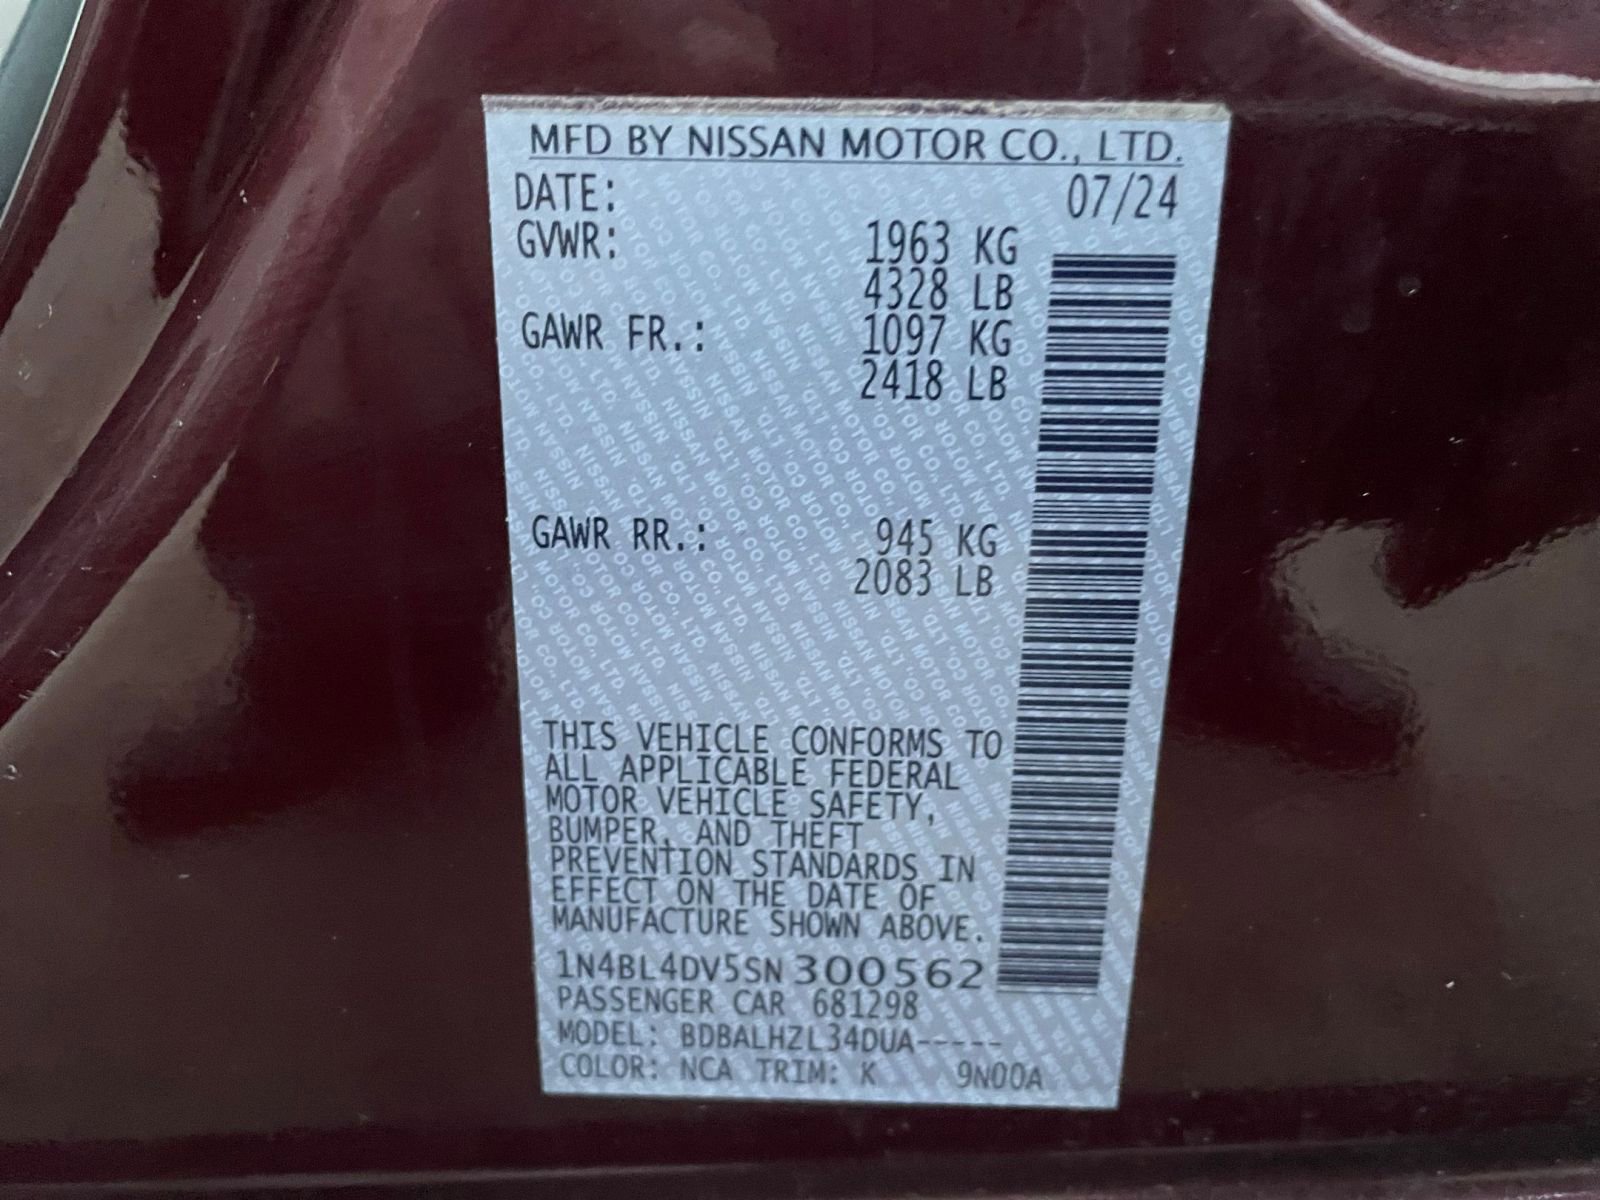 MFD BY NISSAN MOTOR CO., LTD.
DATE: 07/24
GVWR: 1963 KG
4328 LB
GAWR FR.: 1097 KG
2418 LB
GAWR RR.: 945 KG
2083 LB
THIS VEHICLE CONFORMS TO
ALL APPLICABLE FEDERAL
MOTOR VEHICLE SAFETY,
BUMPER, AND THEFT
PREVENTION STANDARDS IN
EFFECT ON THE DATE OF
MANUFACTURE SHOWN ABOVE.
1N4BL4DV5SN300562
PASSENGER CAR 681298
MODEL: BDBALHZL34DUA-----
COLOR: NCA TRIM: K 9N00A